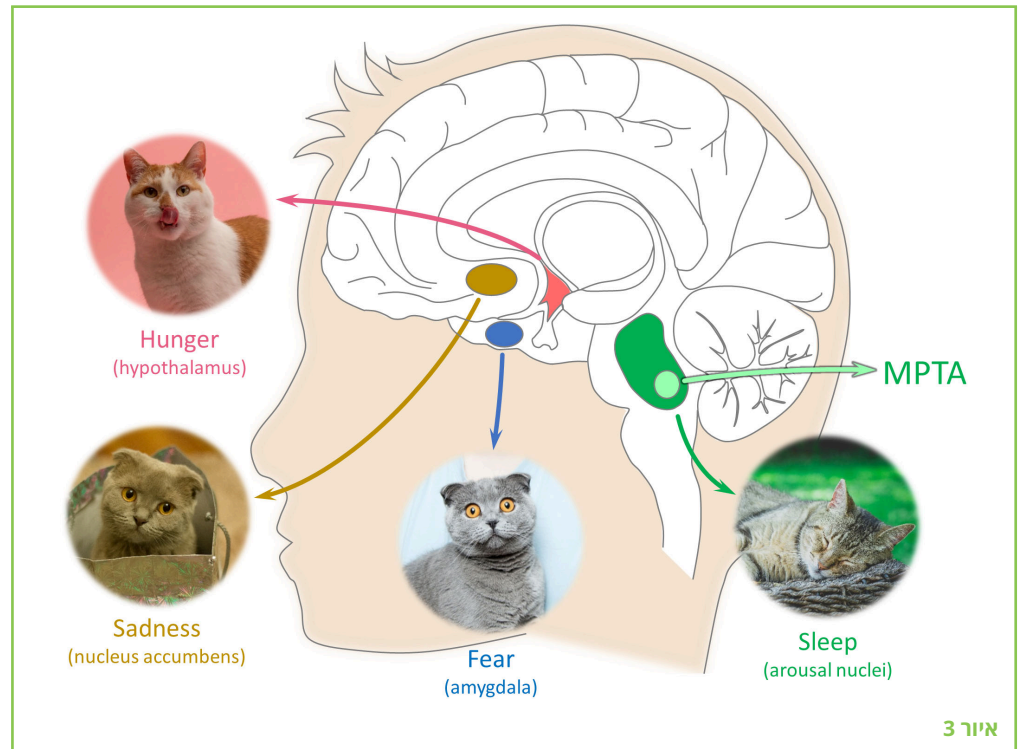 Hunger
(hypothalamus)
MPTA
Sadness
(nucleus accumbens)
Fear
(amygdala)
Sleep
(arousal nuclei)
איור 3